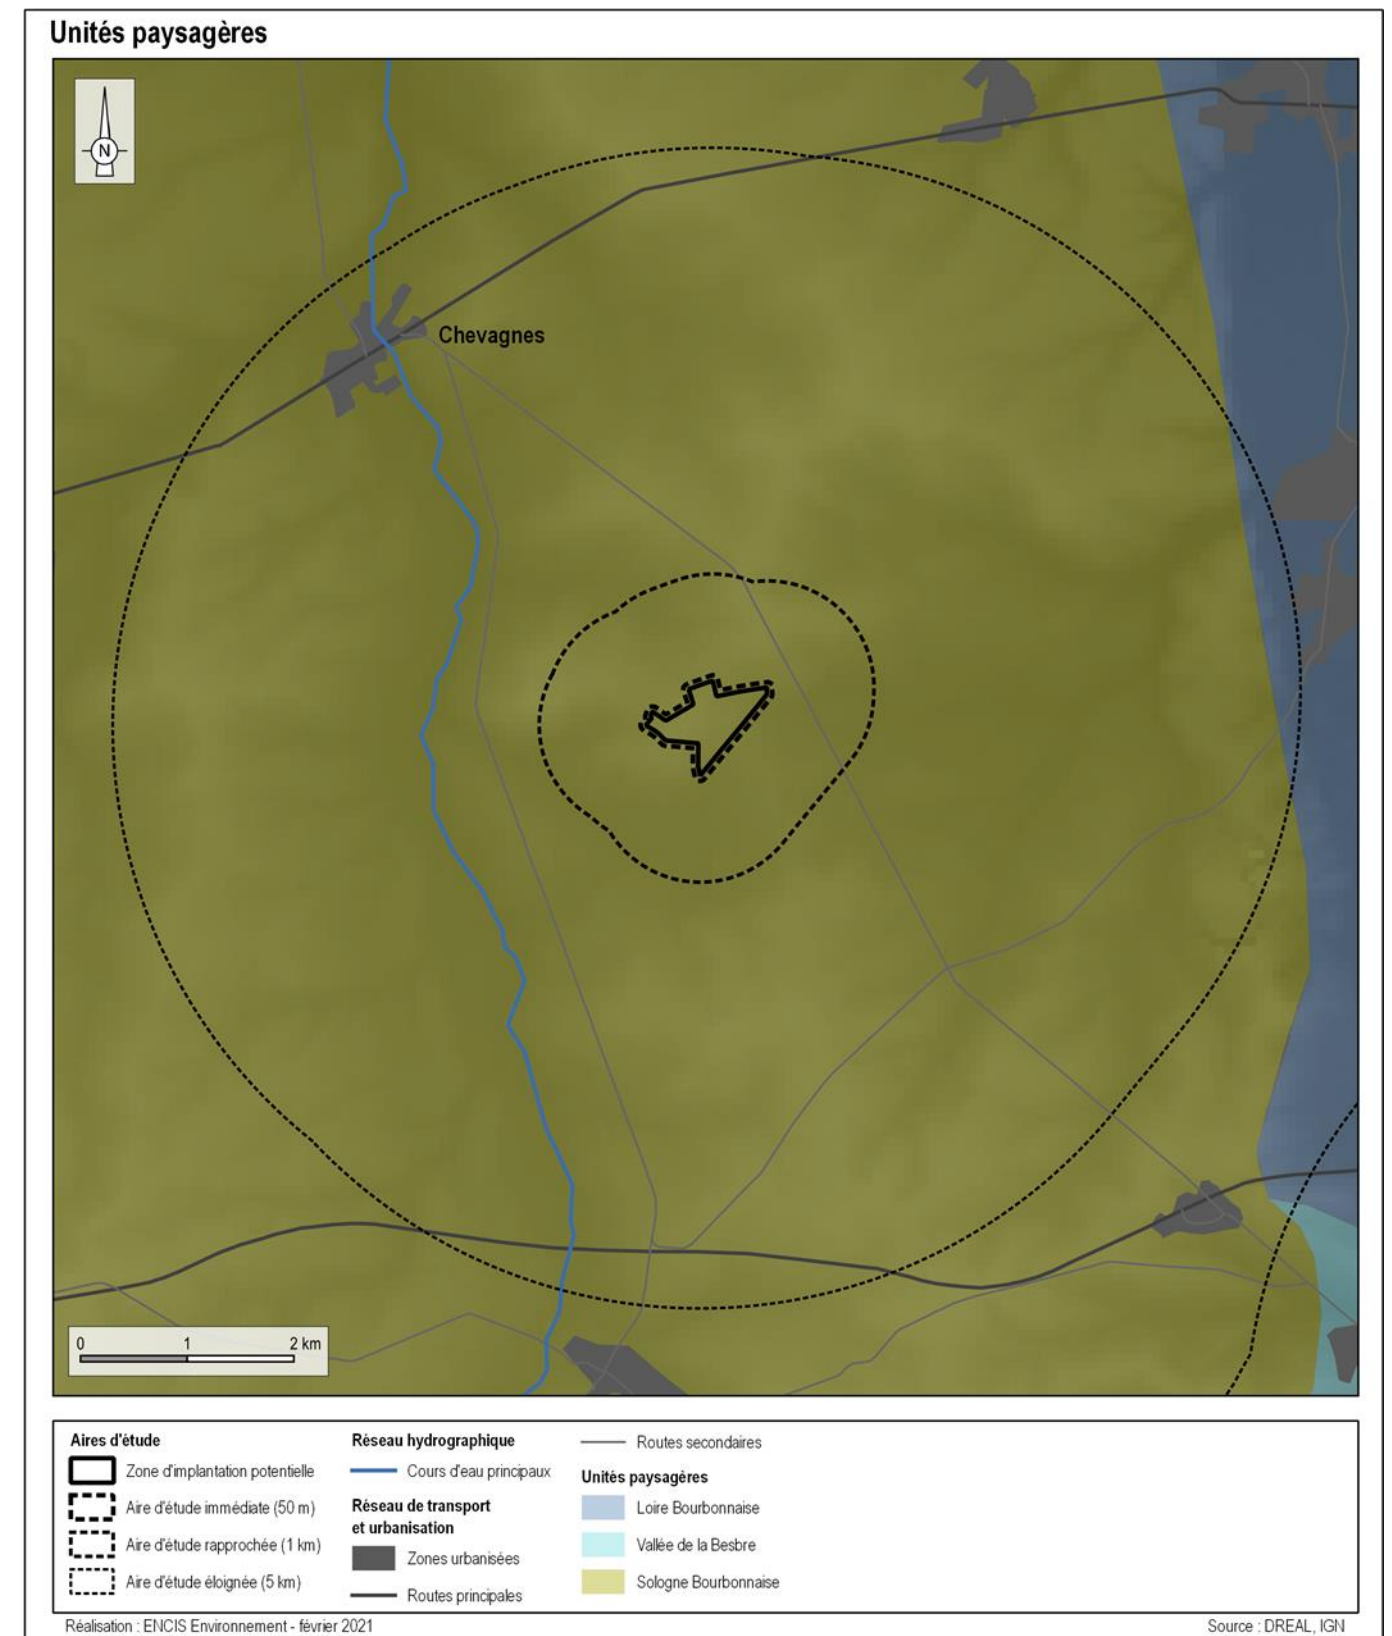 Unités paysagères
N
Chevagnes
0 1 2 km
Aires d'étude
Zone d'implantation potentielle
Aire d'étude immédiate (50 m)
Aire d'étude rapprochée (1 km)
Aire d'étude éloignée (5 km)
Réseau hydrographique
Cours d'eau principaux
Réseau de transport
et urbanisation
Zones urbanisées
Routes principales
Routes secondaires
Unités paysagères
Loire Bourbonnaise
Vallée de la Besbre
Sologne Bourbonnaise
Réalisation : ENCIS Environnement - février 2021
Source : DREAL, IGN